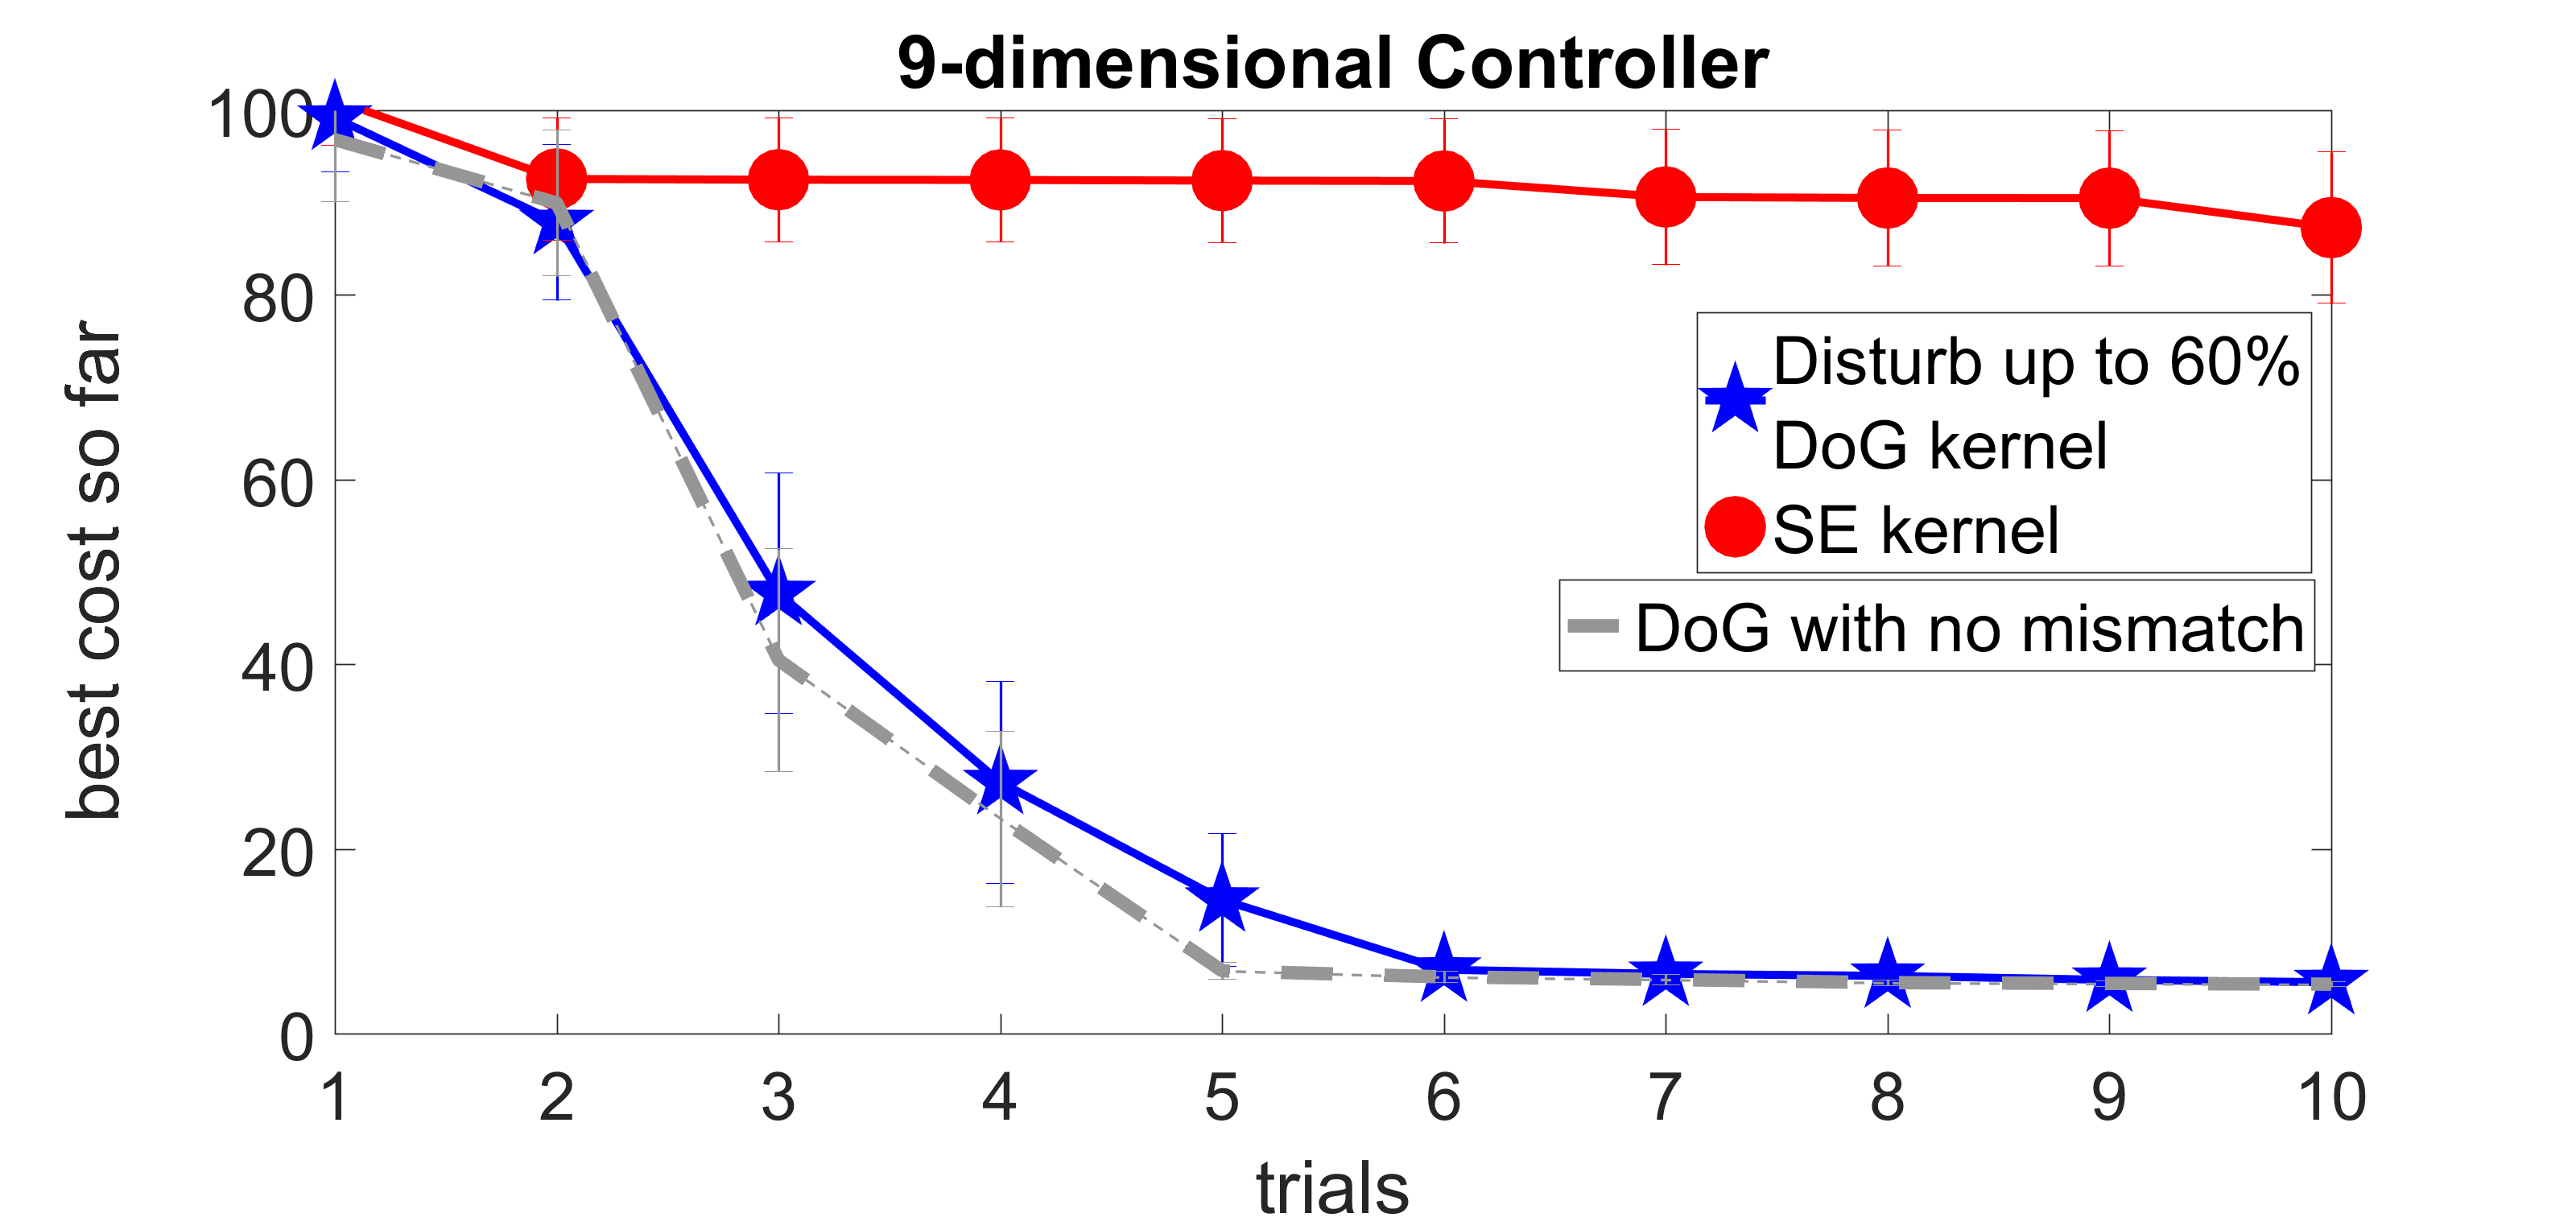 9-dimensional Controller
best cost so far
100
80
60
40
20
0
Disturb up to 60%
DoG kernel
SE kernel
DoG with no mismatch
1 2 3 4 5 6 7 8 9 10
trials